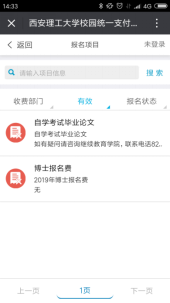 14:33
4G
西安理工大学校园统一支付...
返回 报名项目 未登录
请输入项目信息 搜索
收费部门 有效 报名状态
自学考试毕业论文
自学考试毕业论文
如有疑问请咨询继续教育学院，联系电话82...
博士报名费
2019年博士报名费
无
上一页 1页 下一页